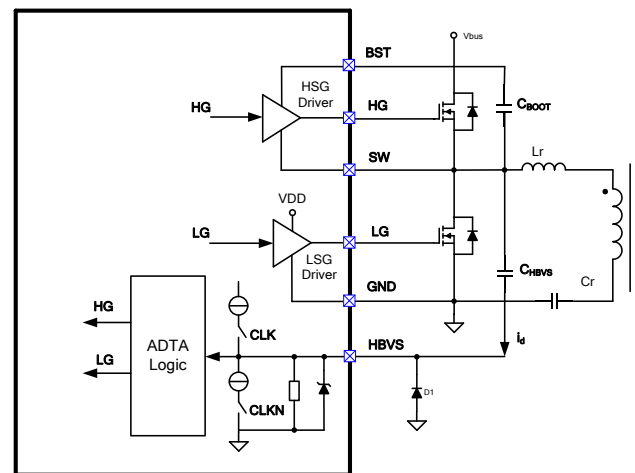 Vbus
BST
HSG
Driver
HG
HG
CBOOT
SW
Lr
VDD
LG
LG
LSG
Driver
CHBVS
Cr
GND
HG
ADTA
Logic
CLK
HBVS
id
LG
CLKN
D1